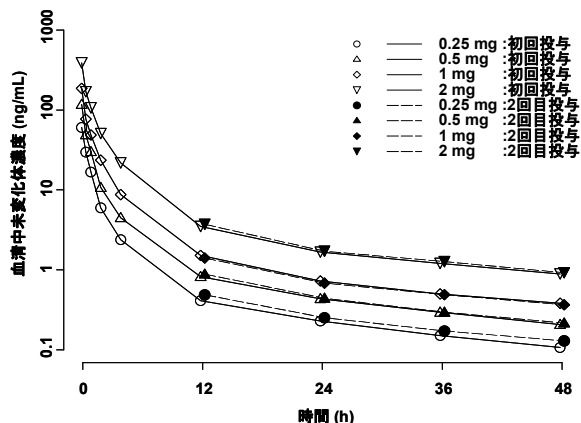 1000
100
10
1
0.1
血清中未変化体濃度 (ng/mL)
0.25 mg :初回投与
0.5 mg :初回投与
1 mg :初回投与
2 mg :初回投与
0.25 mg :2回目投与
0.5 mg :2回目投与
1 mg :2回目投与
2 mg :2回目投与
0 12 24 36 48
時間 (h)